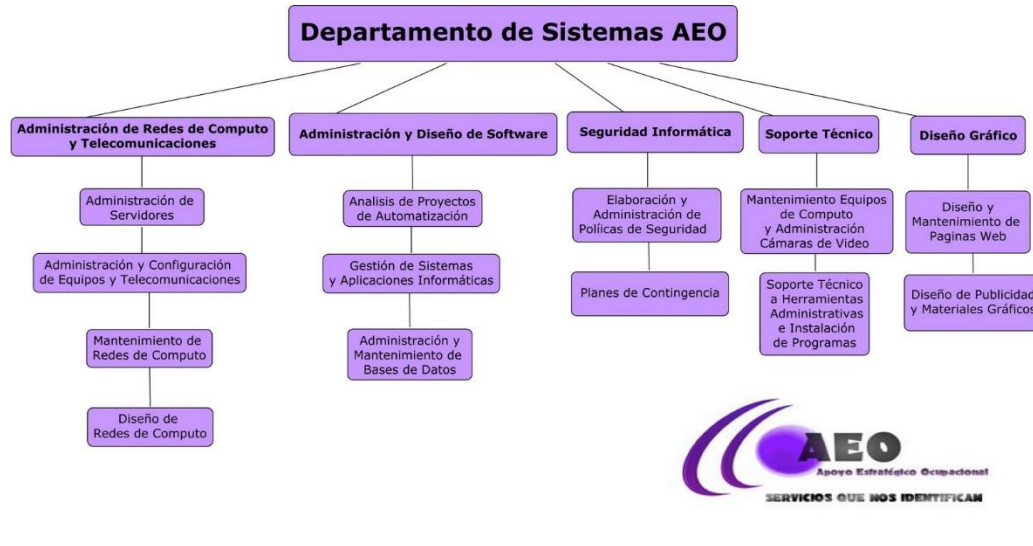 Departamento de Sistemas AEO
Administración de Redes de Computo
y Telecomunicaciones
Administración de
Servidores
Administración y Configuración
de Equipos y Telecomunicaciones
Mantenimiento de
Redes de Computo
Diseño de
Redes de Computo
Administración y Diseño de Software
Analisis de Proyectos
de Automatización
Gestión de Sistemas
y Aplicaciones Informáticas
Administración y
Mantenimiento de
Bases de Datos
Seguridad Informática
Elaboración y
Administración de
Políicas de Seguridad
Planes de Contingencia
Soporte Técnico
Mantenimiento Equipos
de Computo
y Administración
Cámaras de Video
Soporte Técnico
a Herramientas
Administrativas
e Instalación
de Programas
Diseño Gráfico
Diseño y
Mantenimiento de
Paginas Web
Diseño de Publicidad
y Materiales Gráficos
AEO
Apoyo Estratégico Ocupacional
SERVICIOS QUE NOS IDENTIFICAN